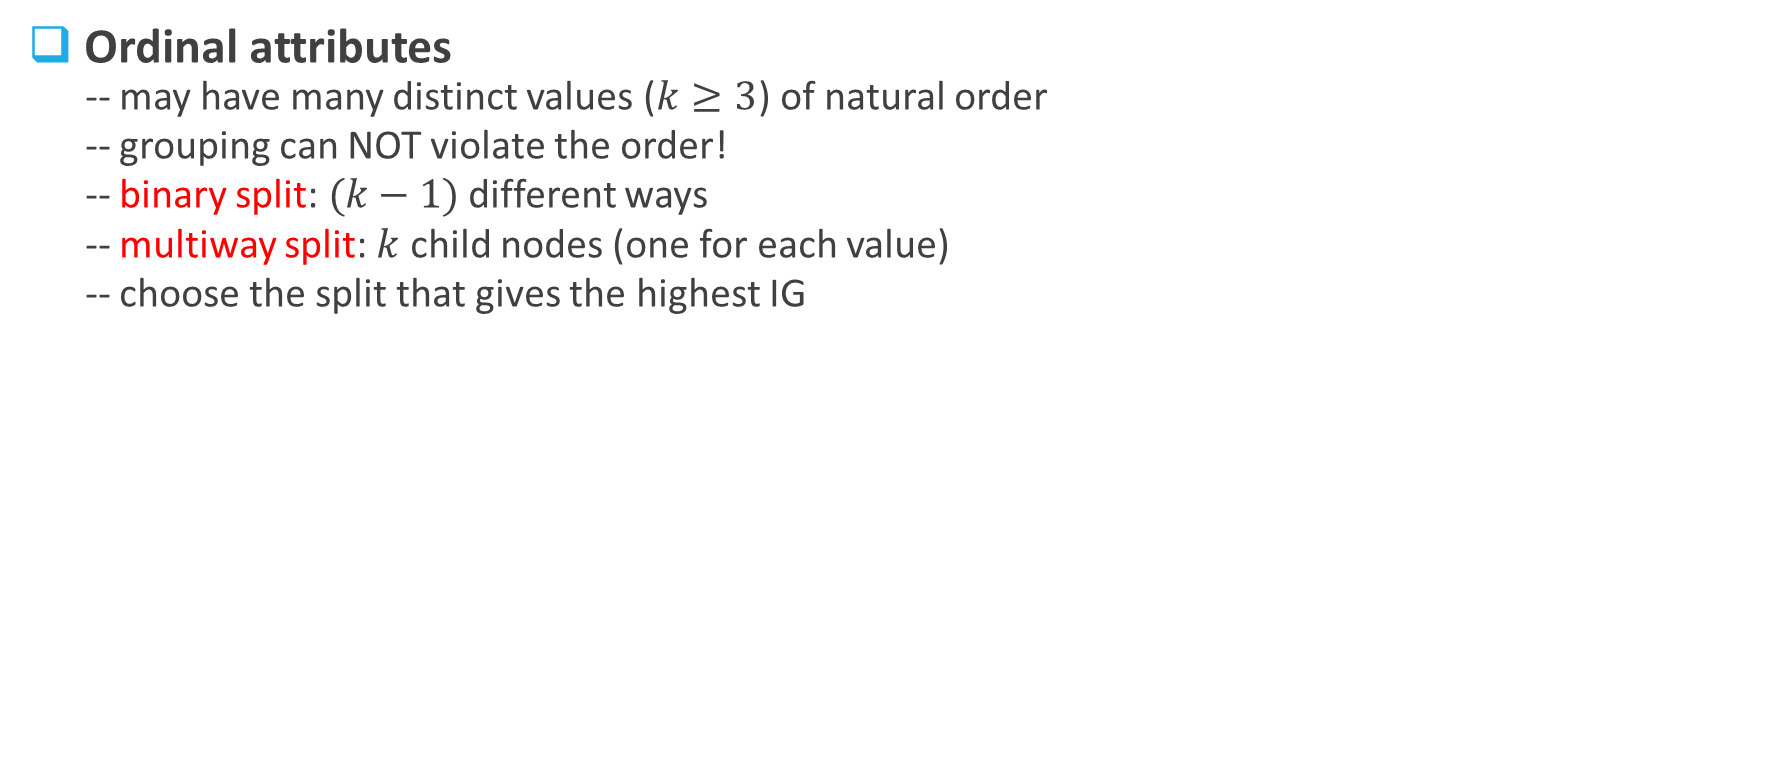 Ordinal attributes
-- may have many distinct values (k ≥ 3) of natural order
-- grouping can NOT violate the order!
-- binary split: (k − 1) different ways
-- multiway split: k child nodes (one for each value)
-- choose the split that gives the highest IG